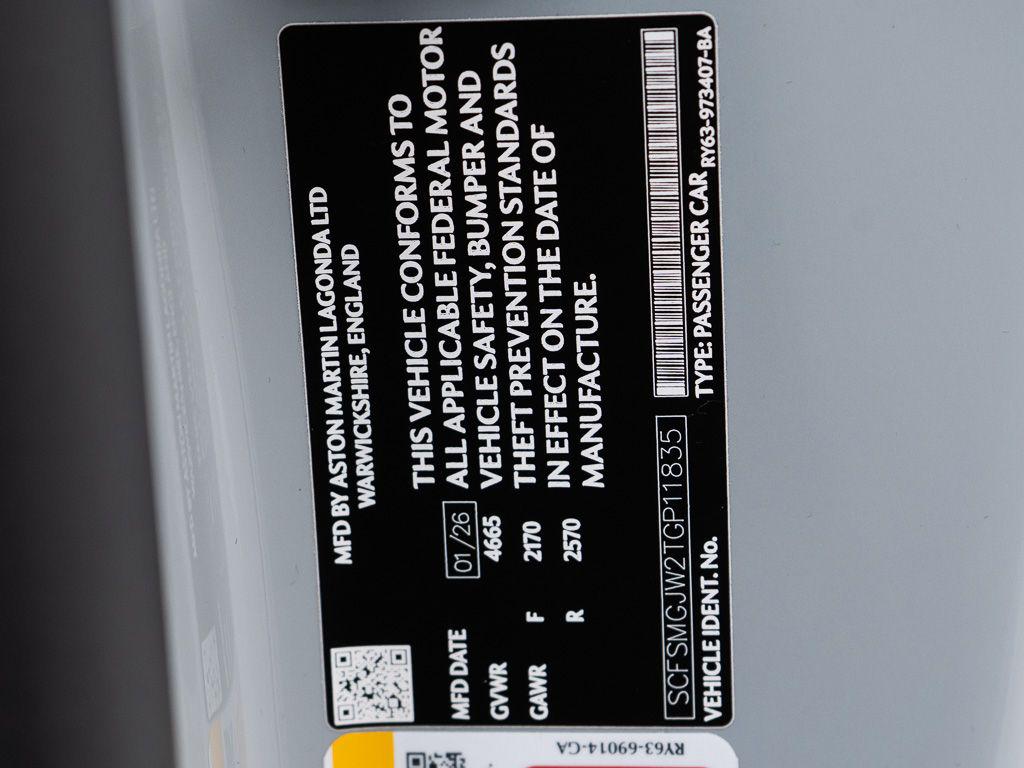 MFD BY ASTON MARTIN LAGONDA LTD
WARWICKSHIRE, ENGLAND
THIS VEHICLE CONFORMS TO
MFD DATE 01/26 ALL APPLICABLE FEDERAL MOTOR
GVWR 4665 VEHICLE SAFETY, BUMPER AND
GAWR F 2170 THEFT PREVENTION STANDARDS
IN EFFECT ON THE DATE OF
R 2570 MANUFACTURE.
SCFSMGJW2TGP11835
VEHICLE IDENT. No. TYPE: PASSENGER CAR RY63-973407-BA
RY63-69014-GA